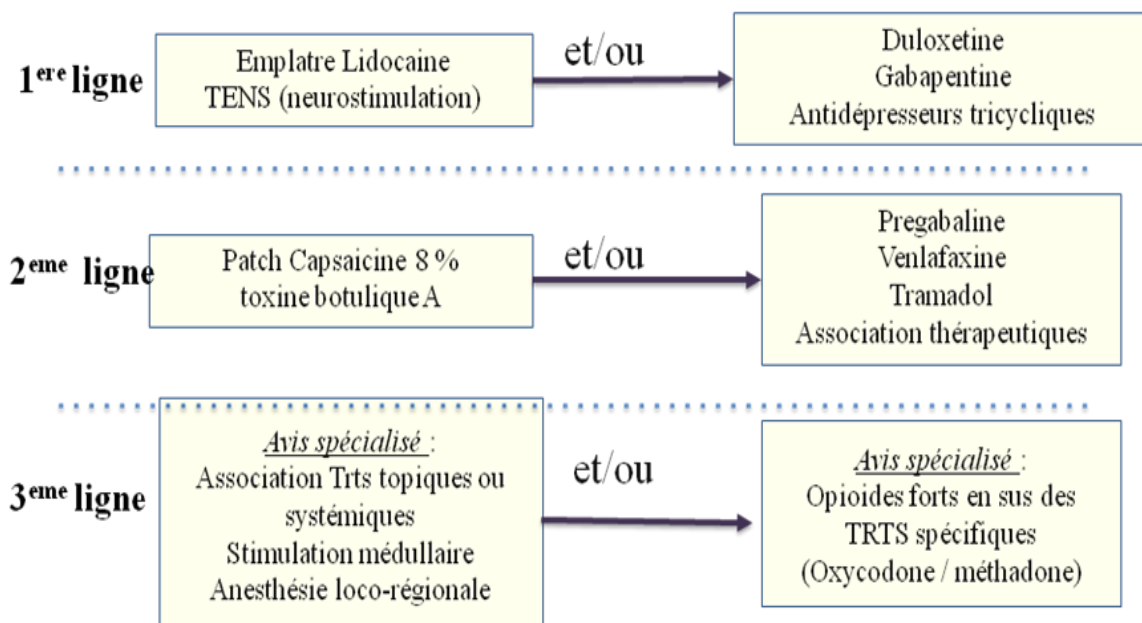 1ere ligne
Emplatre Lidocaine
TENS (neurostimulation)
et/ou
Duloxetine
Gabapentine
Antidépresseurs tricycliques
2eme ligne
Patch Capsaicine 8 %
toxine botulique A
et/ou
Pregabaline
Venlafaxine
Tramadol
Association thérapeutiques
3eme ligne
Avis spécialisé :
Association Trts topiques ou
systémiques
Stimulation médullaire
Anesthésie loco-régionale
et/ou
Avis spécialisé :
Opioides forts en sus des
TRTS spécifiques
(Oxycodone / méthadone)